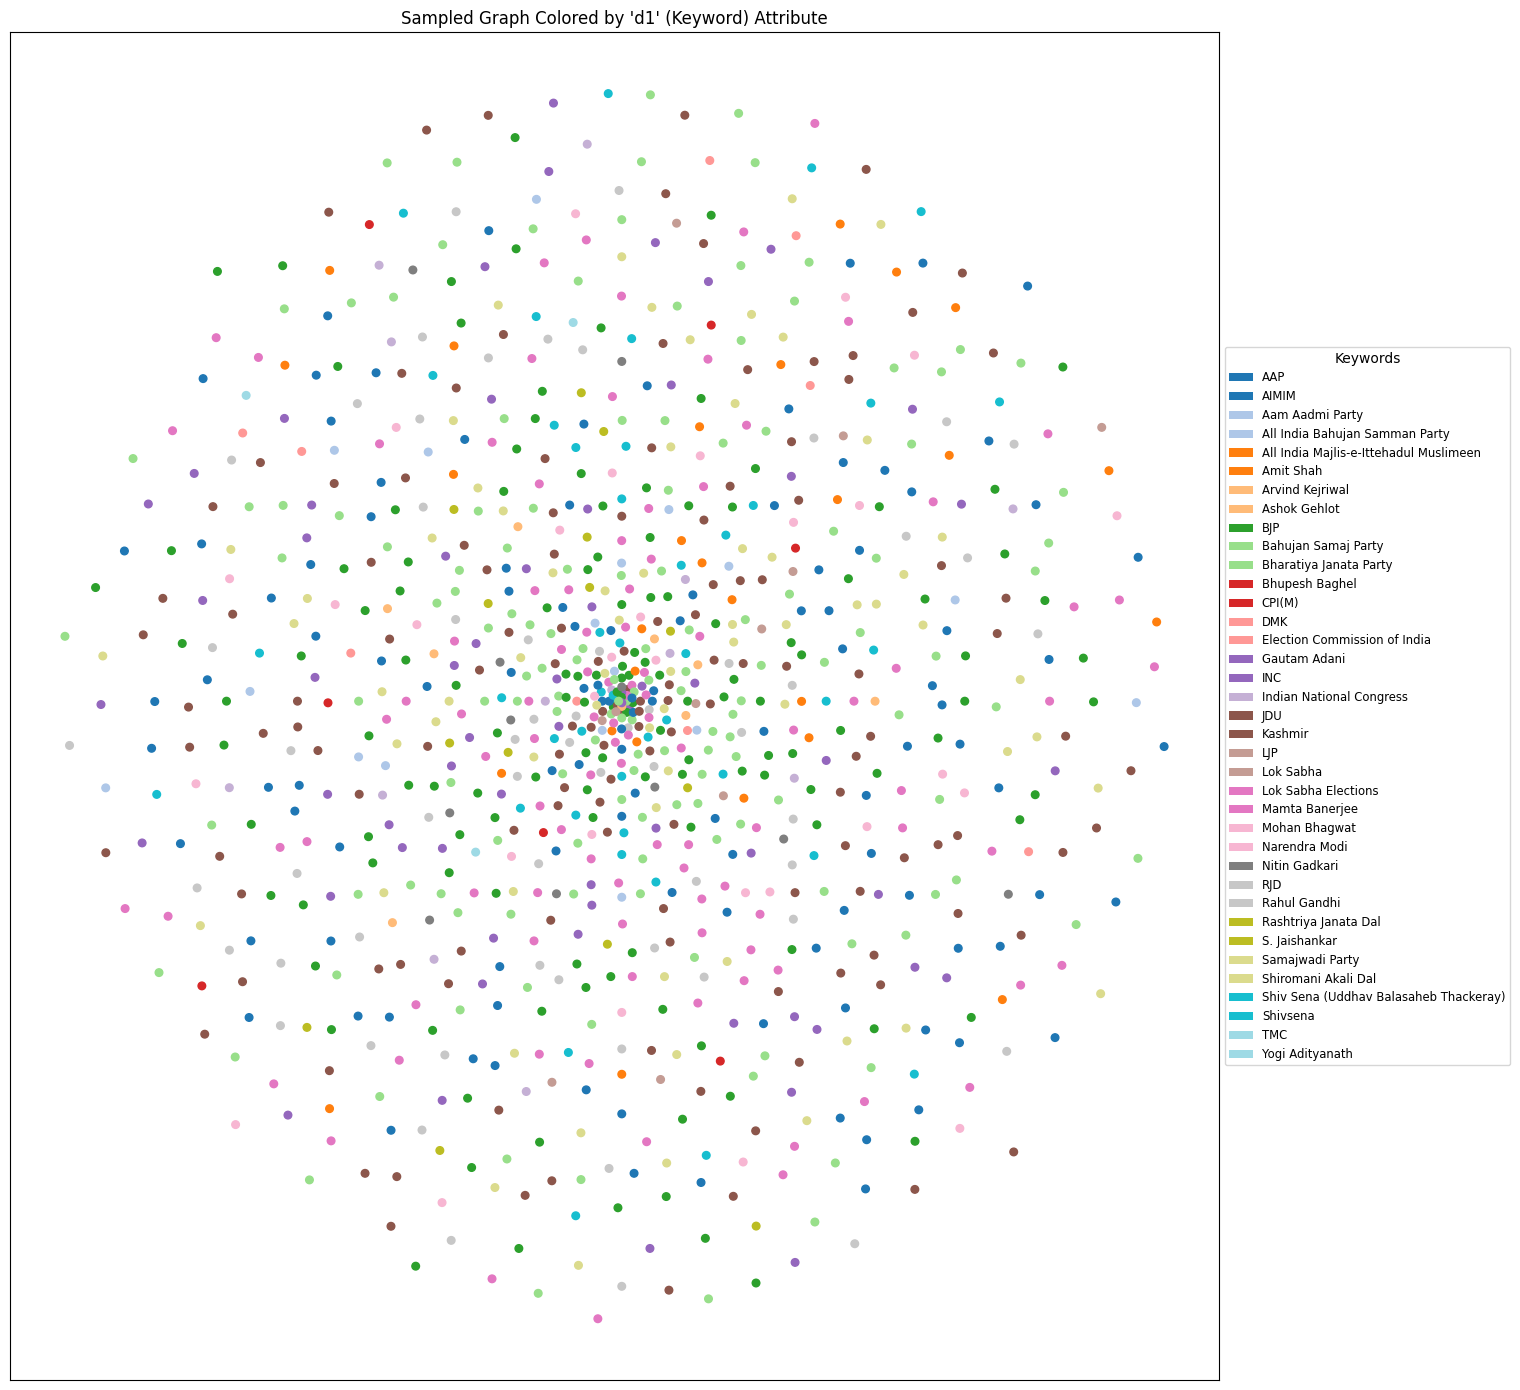 Sampled Graph Colored by 'd1' (Keyword) Attribute
Keywords
AAP
AIMIM
Aam Aadmi Party
All India Bahujan Samman Party
All India Majlis-e-Ittehadul Muslimeen
Amit Shah
Arvind Kejriwal
Ashok Gehlot
BJP
Bahujan Samaj Party
Bharatiya Janata Party
Bhupesh Baghel
CPI(M)
DMK
Election Commission of India
Gautam Adani
INC
Indian National Congress
JDU
Kashmir
LJP
Lok Sabha
Lok Sabha Elections
Mamta Banerjee
Mohan Bhagwat
Narendra Modi
Nitin Gadkari
RJD
Rahul Gandhi
Rashtriya Janata Dal
S. Jaishankar
Samajwadi Party
Shiromani Akali Dal
Shiv Sena (Uddhav Balasaheb Thackeray)
Shivsena
TMC
Yogi Adityanath